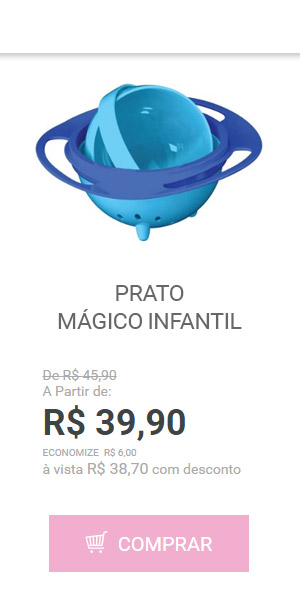 PRATO
MÁGICO INFANTIL
De R$ 45,90
A Partir de:
R$ 39,90
ECONOMIZE R$ 6,00
à vista R$ 38,70 com desconto
COMPRAR